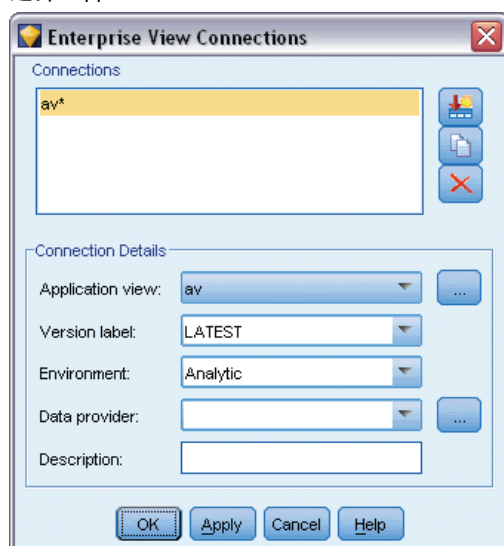 Enterprise View Connections
Connections
av*
Connection Details
Application view: av ...
Version label: LATEST
Environment: Analytic
Data provider: ...
Description:
OK Apply Cancel Help